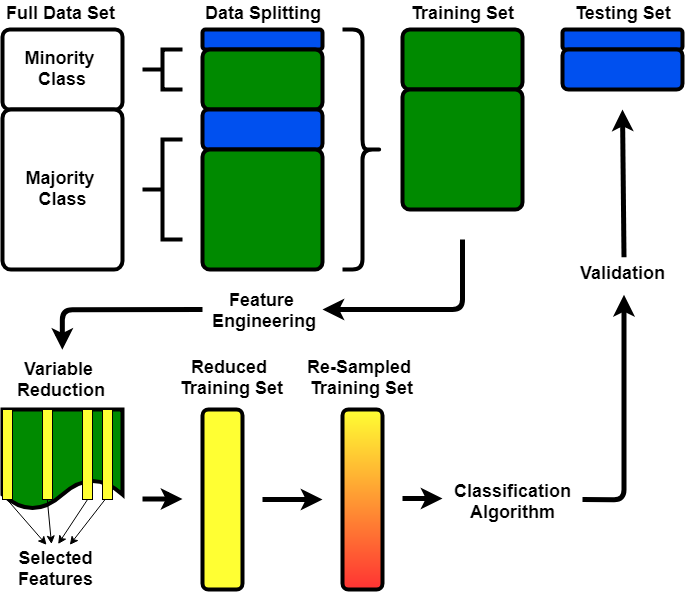 Full Data Set
Data Splitting
Training Set
Testing Set
Minority
Class
Majority
Class
Validation
Feature
Engineering
Variable
Reduction
Reduced
Training Set
Re-Sampled
Training Set
Classification
Algorithm
Selected
Features